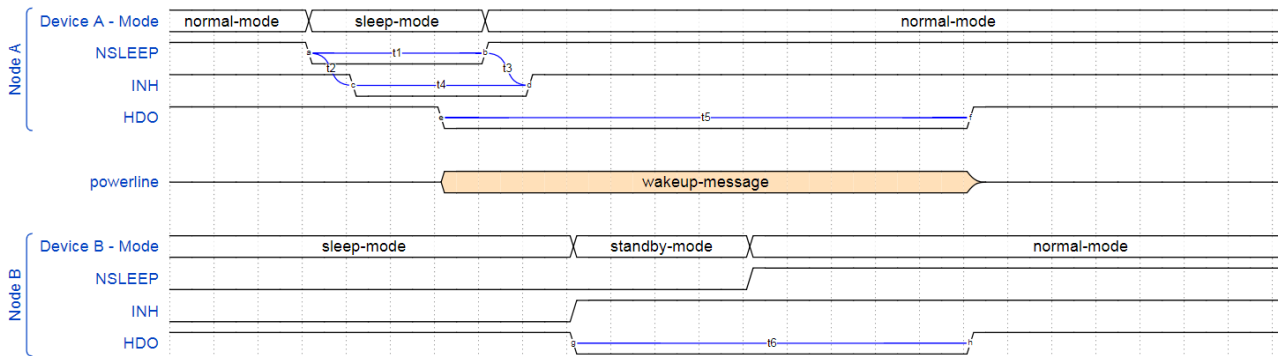 Node A
Device A - Mode normal-mode sleep-mode normal-mode
NSLEEP a t1 b
t2 t3
INH c t4 d
HDO e t5 f
powerline wakeup-message
Node B
Device B - Mode sleep-mode standby-mode normal-mode
NSLEEP
INH
HDO g t6 h